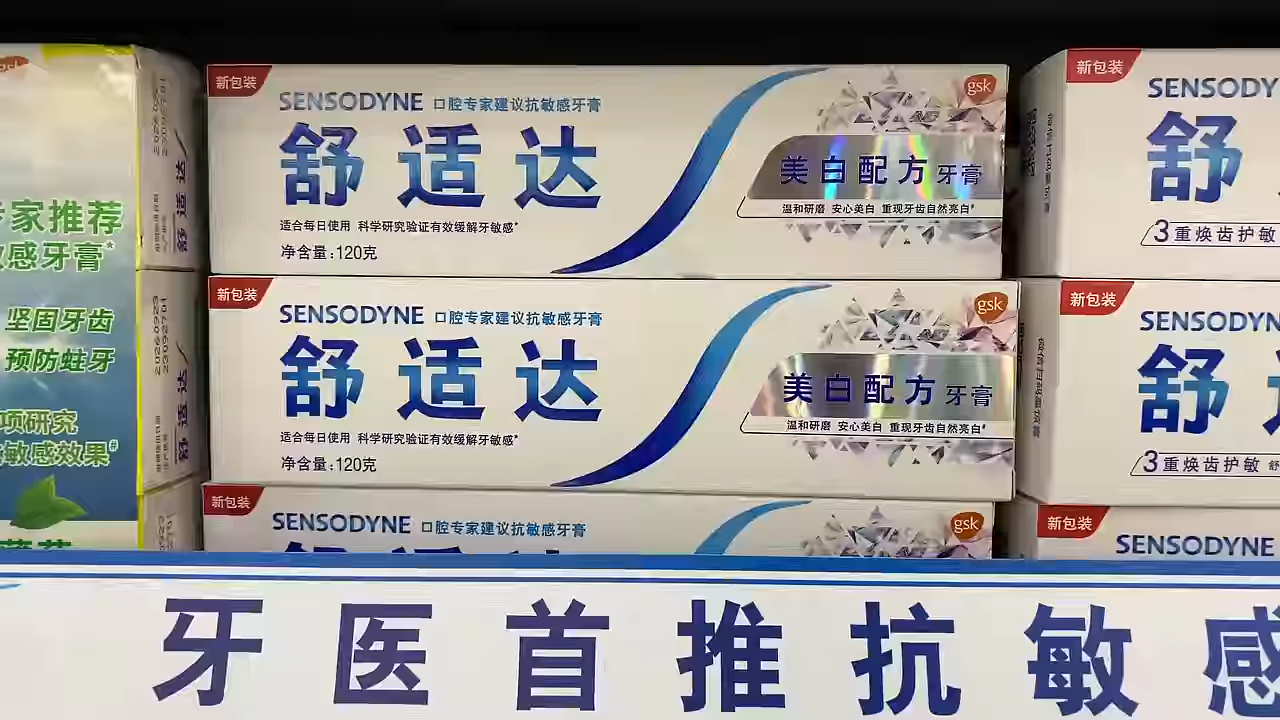 专家推荐
敏感牙膏*
坚固牙齿
预防蛀牙
项研究
敏感效果#
舒适达
舒适达
新包装
SENSODYNE 口腔专家建议抗敏感牙膏
gsk
舒适达
美白配方牙膏
温和研磨 安心美白 重现牙齿自然亮白#
适合每日使用 科学研究验证有效缓解牙敏感*
净含量:120克
新包装
SENSODYNE 口腔专家建议抗敏感牙膏
gsk
舒适达
美白配方牙膏
温和研磨 安心美白 重现牙齿自然亮白#
适合每日使用 科学研究验证有效缓解牙敏感*
净含量:120克
新包装
SENSODYNE 口腔专家建议抗敏感牙膏
gsk
舒适达
新包装
SENSODY
舒
3重焕齿护敏
新包装
SENSODYN
舒
3重焕齿护敏 舒
新包装
SENSODYNE
牙医首推抗敏感